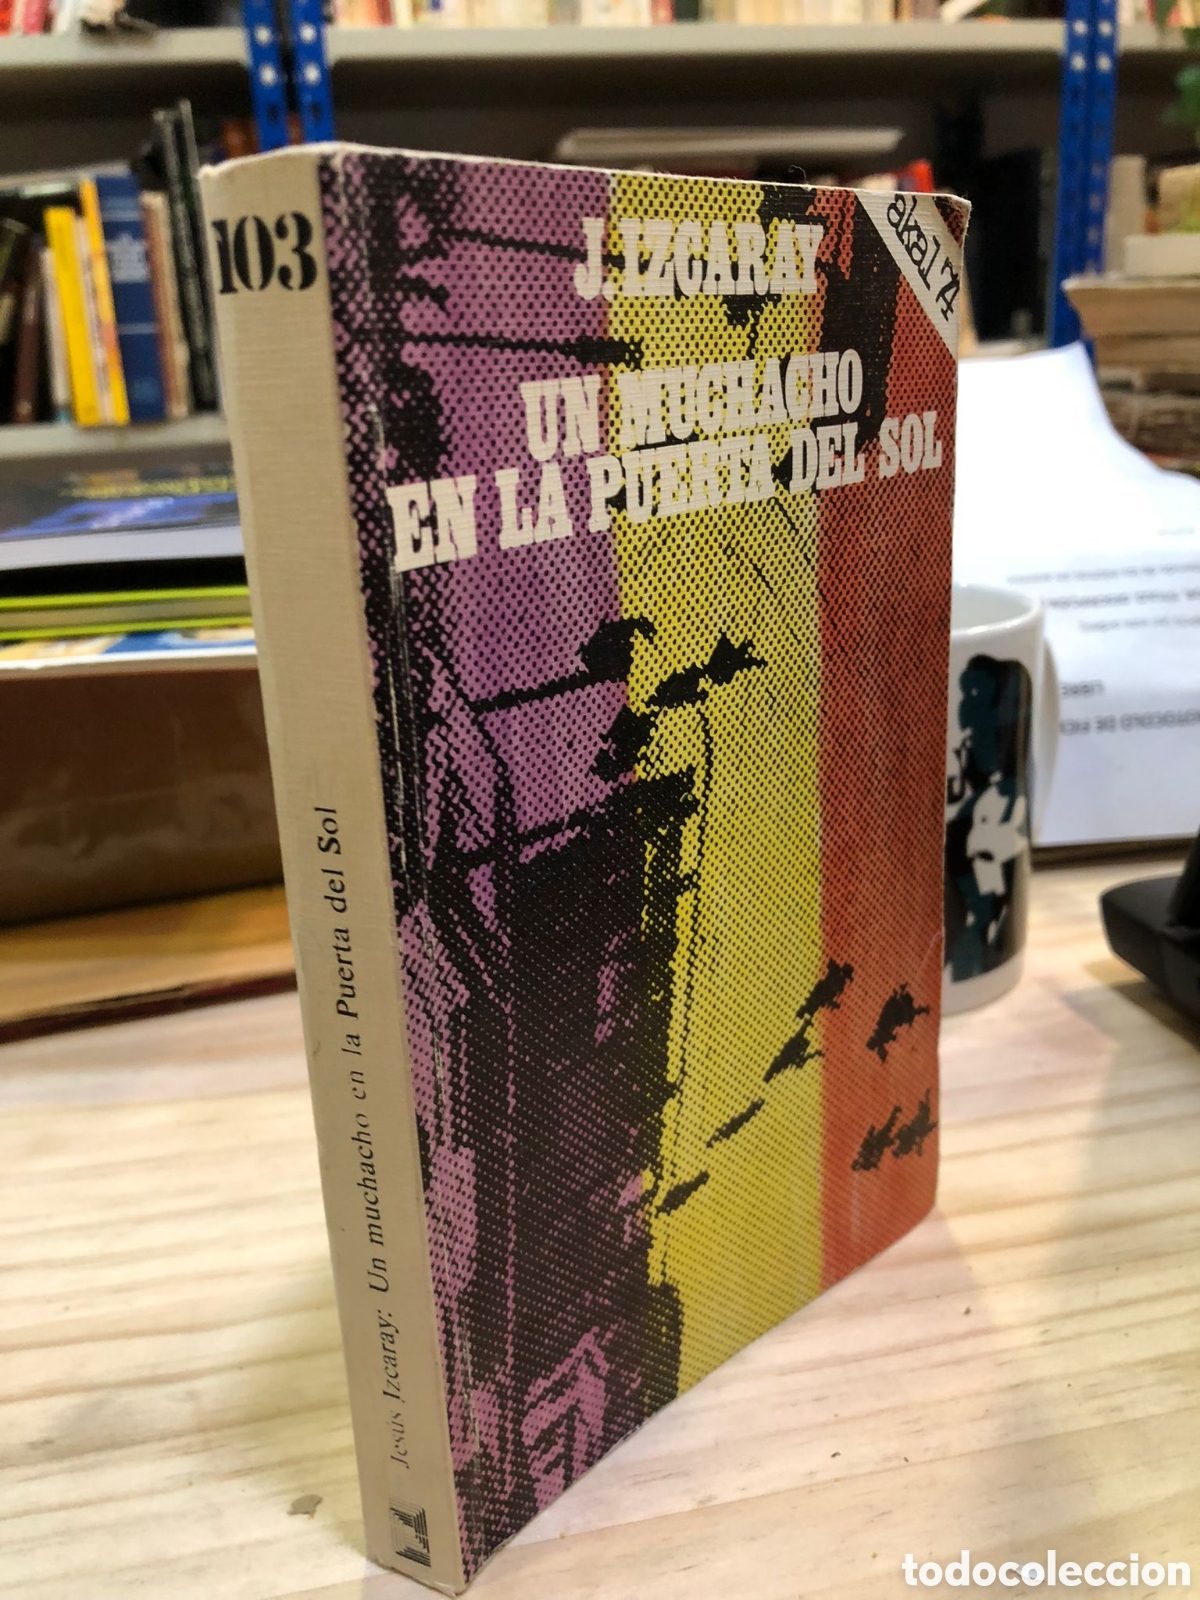 103
J. IZCARAY
akal 74
UN MUCHACHO
EN LA PUERTA DEL SOL
Jesús Izcaray: Un muchacho en la Puerta del Sol
LIBRE
todocoleccion